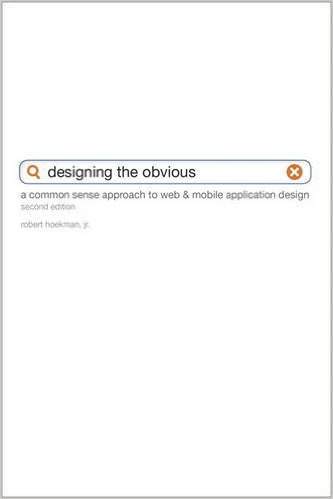 designing the obvious
a common sense approach to web & mobile application design
second edition
robert hoekman, jr.